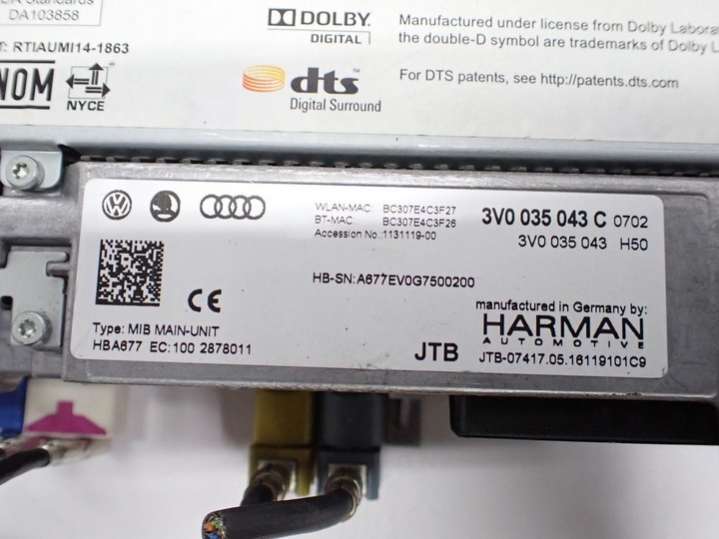 DA103858
T: RTIAUMI14-1863
NOM
NYCE
DOLBY
DIGITAL
Manufactured under license from Dolby
the double-D symbol are trademarks of Dolby
dts
Digital Surround
For DTS patents, see http://patents.dts.com
WLAN-MAC: BC307E4C3F27
BT-MAC: BC307E4C3F26
Accession No.:1131119-00
3V0 035 043 C 0702
3V0 035 043 H50
HB-SN:A677EV0G7500200
CE
Type: MIB MAIN-UNIT
HBA677 EC:100 2878011
JTB
manufactured in Germany by:
HARMAN
AUTOMOTIVE
JTB-07417.05.16119101C9